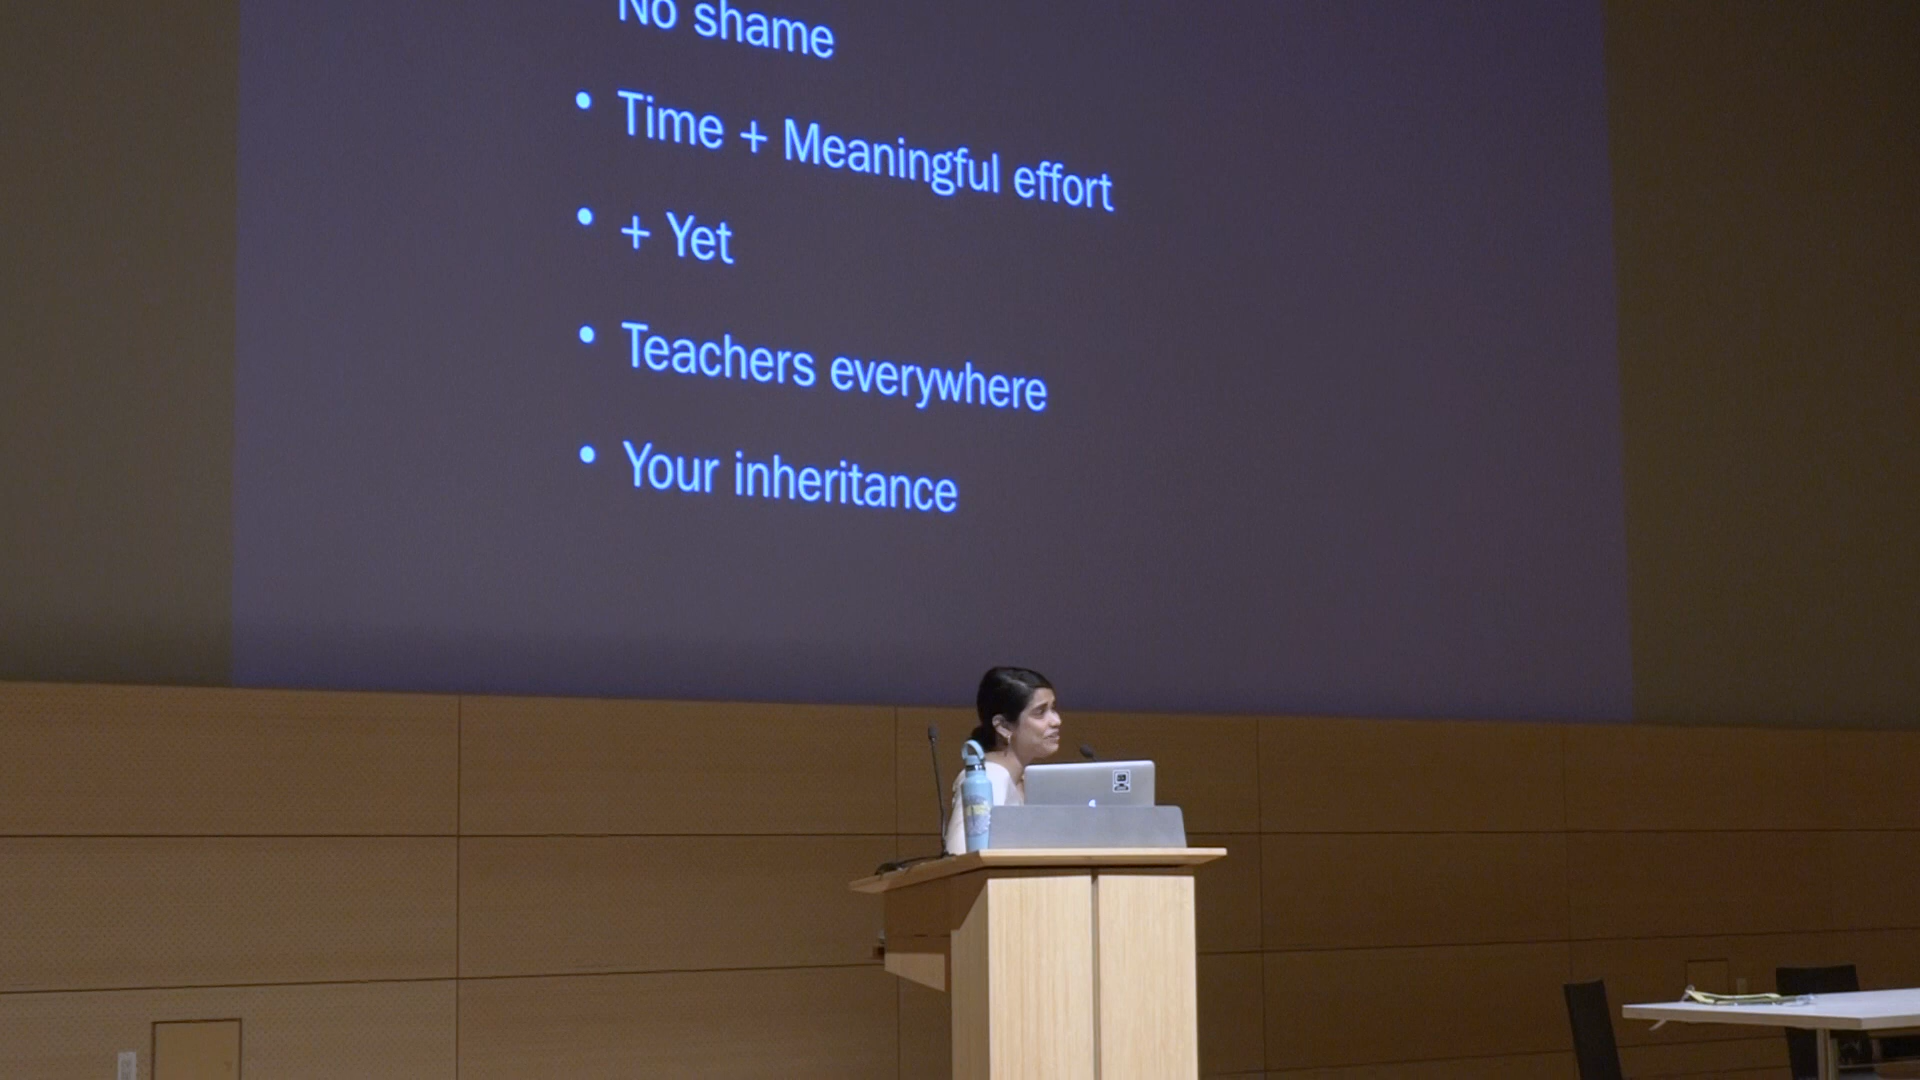 No shame
• Time + Meaningful effort
• + Yet
• Teachers everywhere
• Your inheritance